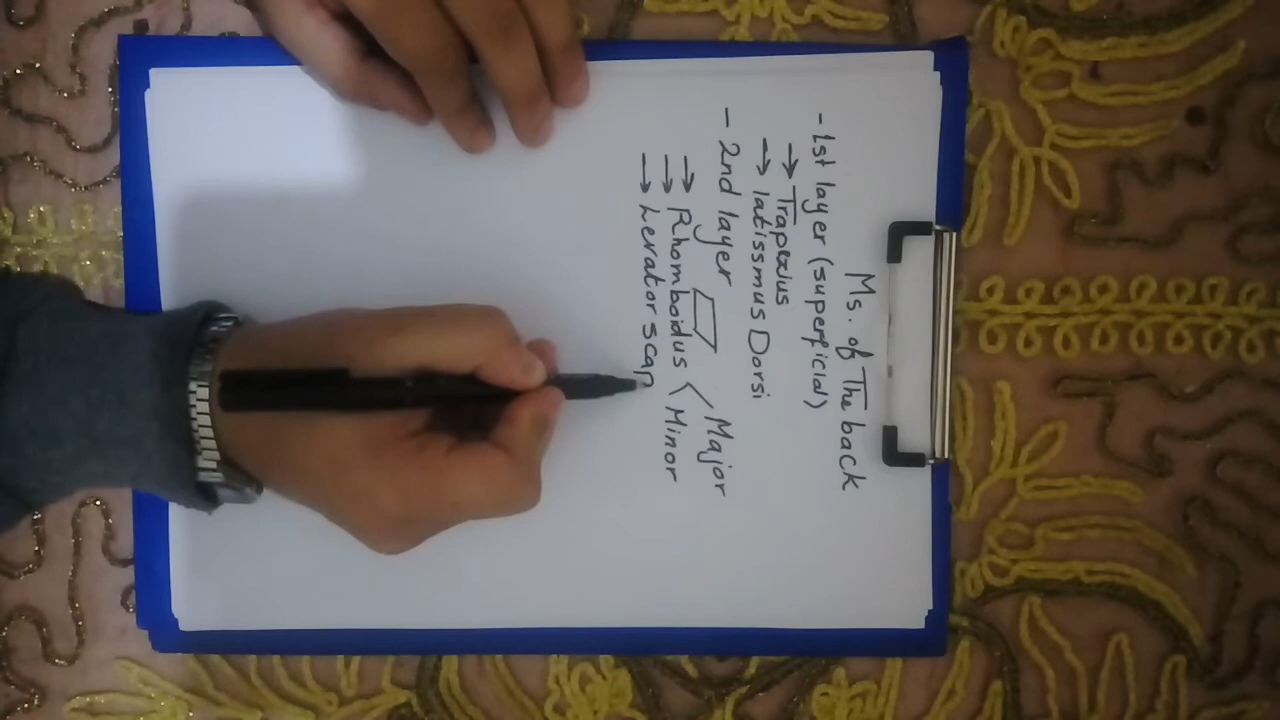 Ms. of The back
- 1st layer (superficial)
→ Trapezius
→ latissmus Dorsi
- 2nd layer
→
→ Rhomboidus < Major
Minor
→ Levator scap